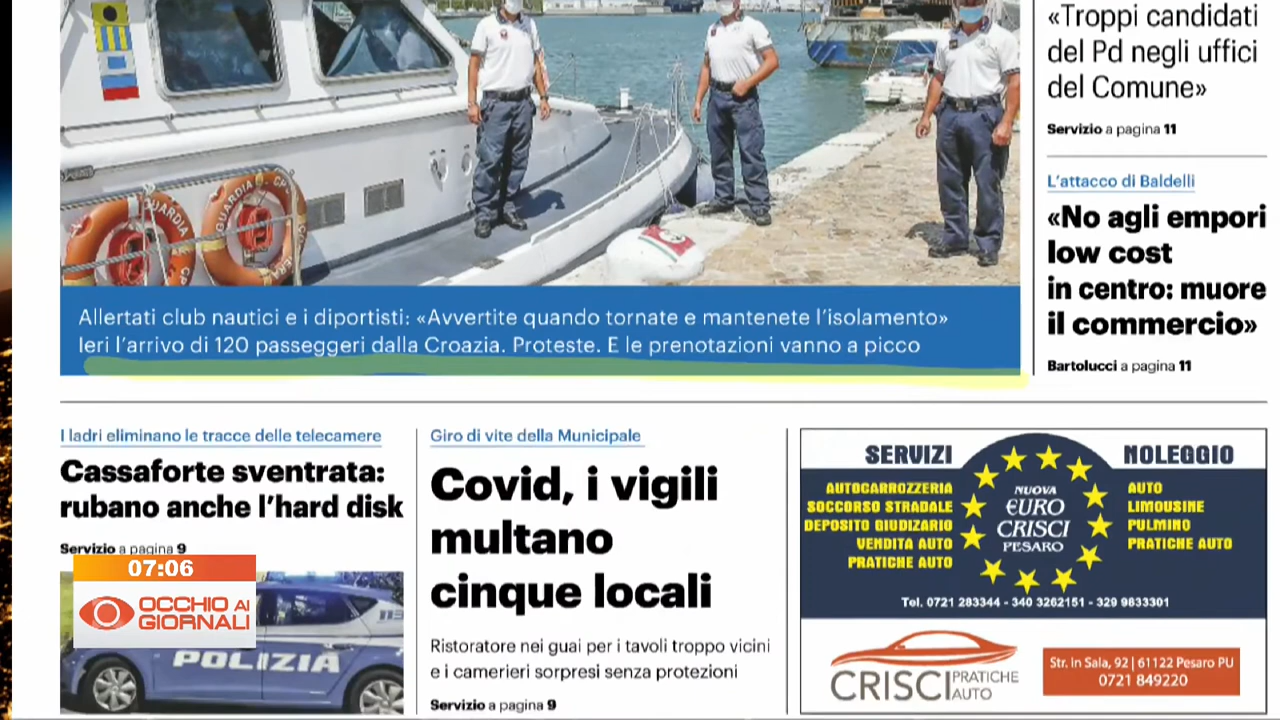 «Troppi candidati
del Pd negli uffici
del Comune»
Servizio a pagina 11
L'attacco di Baldelli
«No agli empori
low cost
in centro: muore
il commercio»
Bartolucci a pagina 11
GUARDIA
CP
GUARDIA
CP
Allertati club nautici e i diportisti: «Avvertite quando tornate e mantenete l'isolamento»
Ieri l'arrivo di 120 passeggeri dalla Croazia. Proteste. E le prenotazioni vanno a picco
I ladri eliminano le tracce delle telecamere
Cassaforte sventrata:
rubano anche l'hard disk
Servizio a pagina 9
07:06
OCCHIO AI
GIORNALI
POLIZIA
113
Giro di vite della Municipale
Covid, i vigili
multano
cinque locali
Ristoratore nei guai per i tavoli troppo vicini
e i camerieri sorpresi senza protezioni
Servizio a pagina 9
SERVIZI
AUTOCARROZZERIA
SOCCORSO STRADALE
DEPOSITO GIUDIZARIO
VENDITA AUTO
PRATICHE AUTO
NUOVA
€URO
CRISCI
PESARO
NOLEGGIO
AUTO
LIMOUSINE
PULMINO
PRATICHE AUTO
Tel. 0721 283344 - 340 3262151 - 329 9833301
CRISCI PRATICHE
AUTO
Str. In Sala, 92 | 61122 Pesaro PU
0721 849220